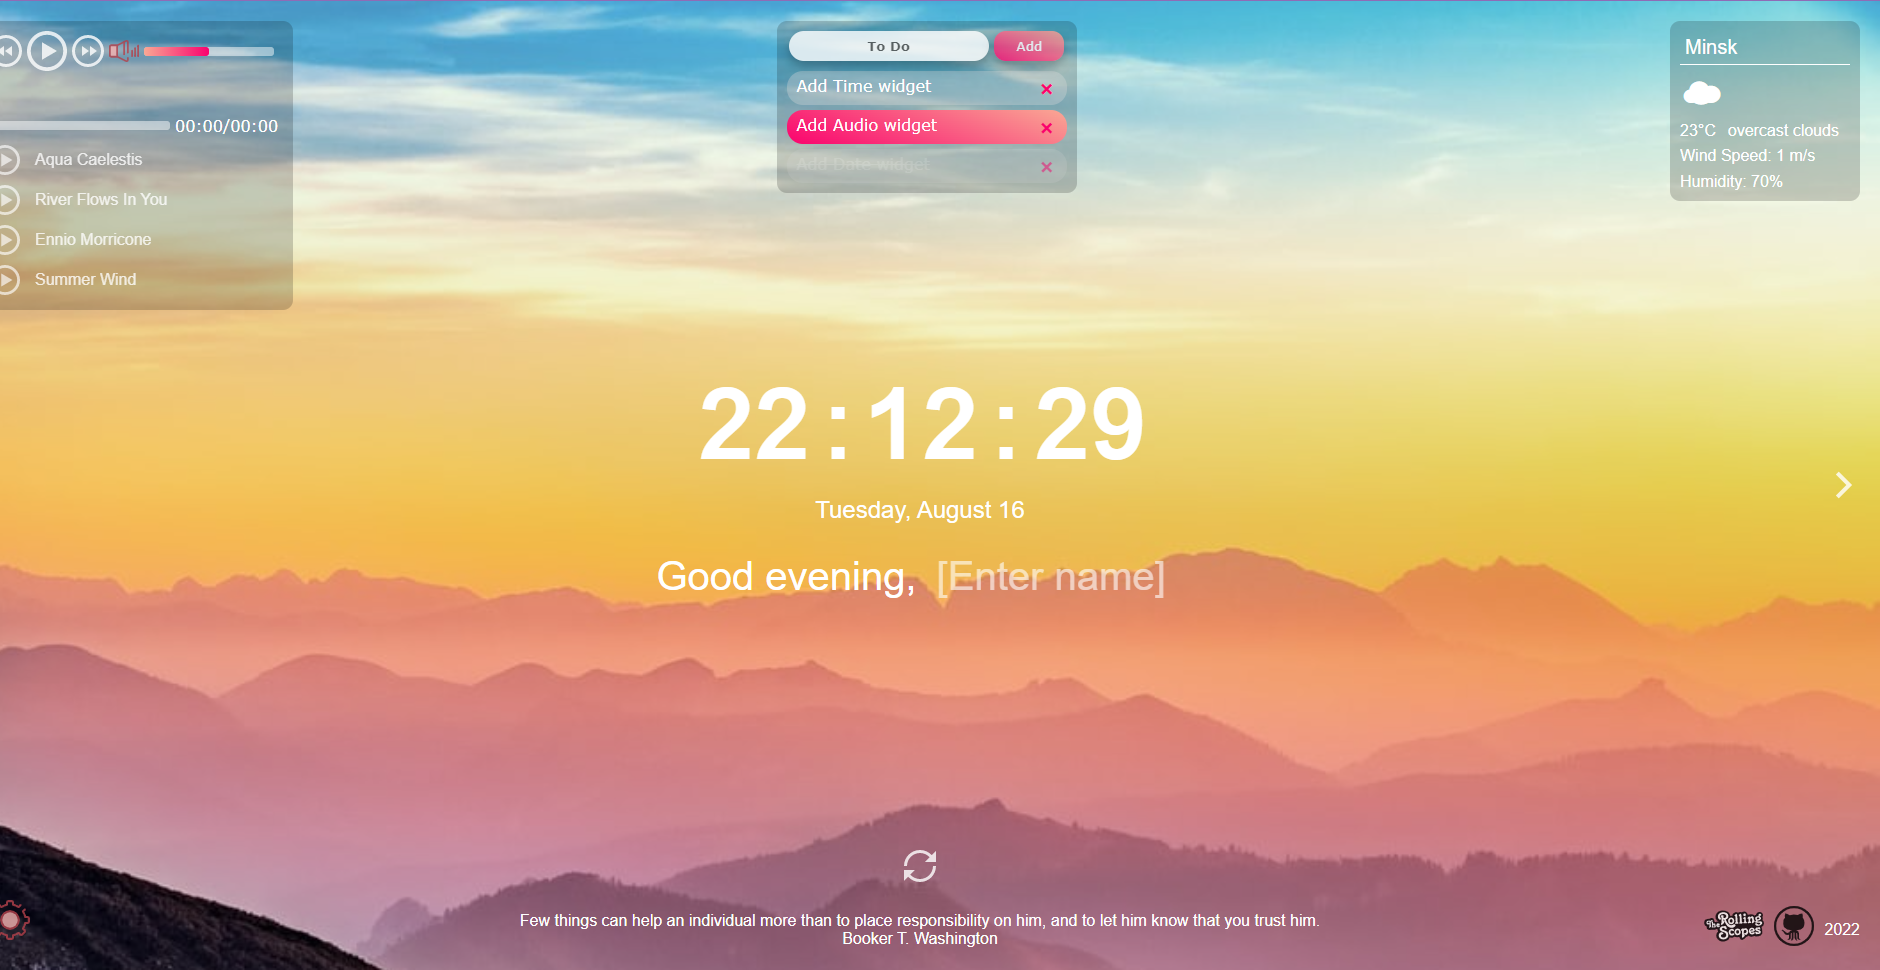 00:00/00:00
Aqua Caelestis
River Flows In You
Ennio Morricone
Summer Wind
To Do
Add
Add Time widget
Add Audio widget
Add Date widget
Minsk
23°C overcast clouds
Wind Speed: 1 m/s
Humidity: 70%
22:12:29
Tuesday, August 16
Good evening, [Enter name]
Few things can help an individual more than to place responsibility on him, and to let him know that you trust him.
Booker T. Washington
The Rolling Scopes
2022